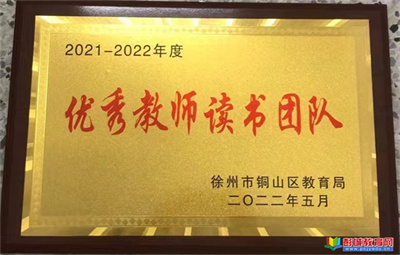 2021-2022年度
优秀教师读书团队
徐州市铜山区教育局
二〇二二年五月